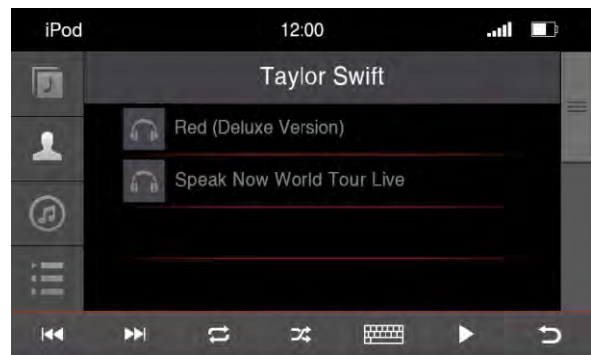 iPod 12:00
Taylor Swift
Red (Deluxe Version)
Speak Now World Tour Live